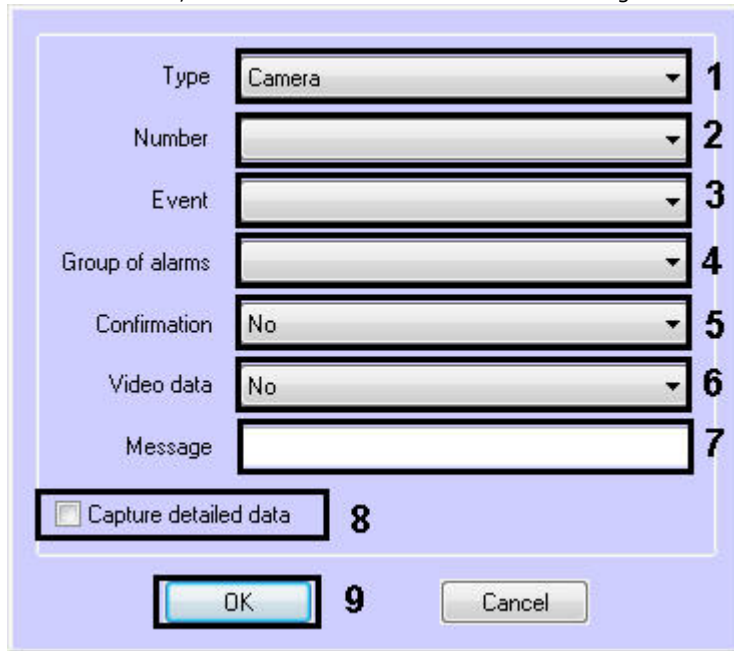 Type Camera 1
Number 2
Event 3
Group of alarms 4
Confirmation No 5
Video data No 6
Message 7
Capture detailed data 8
OK 9 Cancel